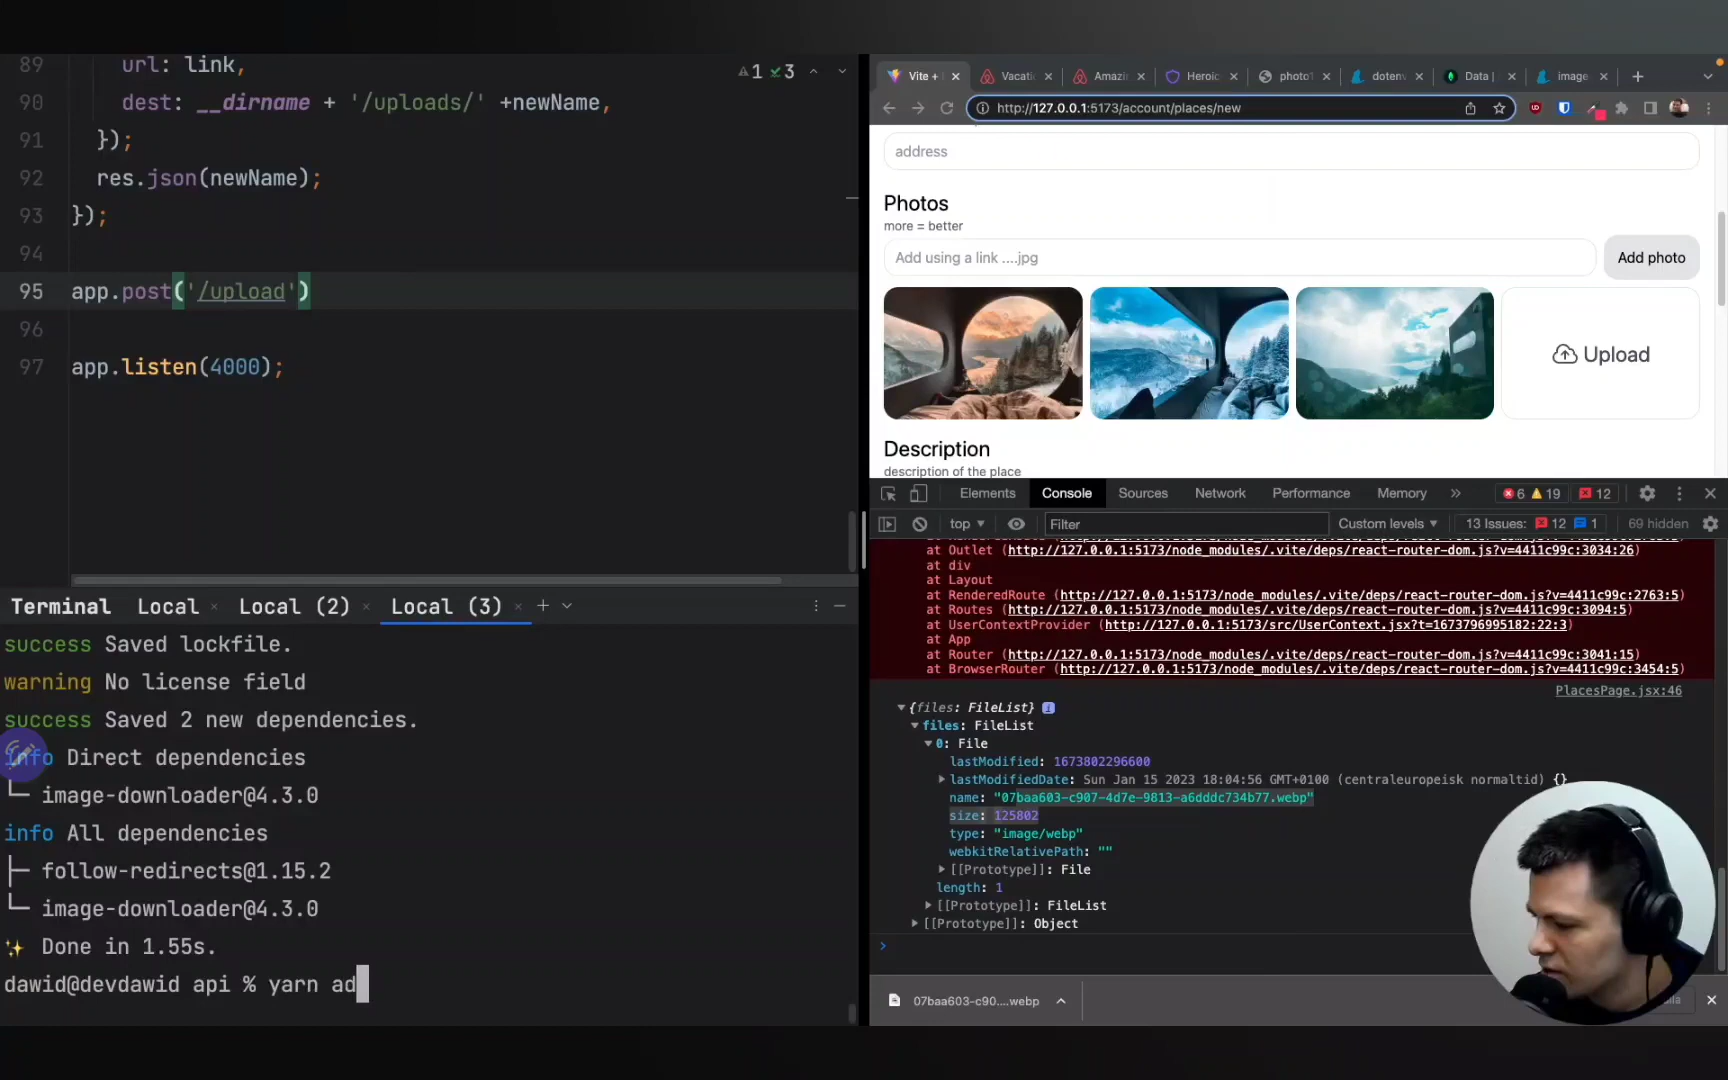 89 url: link,
90 dest: __dirname + '/uploads/' +newName,
91 });
92 res.json(newName);
93 });
94
95 app.post('/upload')
96
97 app.listen(4000);
1 3
Terminal Local × Local (2) × Local (3) × +
success Saved lockfile.
warning No license field
success Saved 2 new dependencies.
info Direct dependencies
└─ image-downloader@4.3.0
info All dependencies
├─ follow-redirects@1.15.2
└─ image-downloader@4.3.0
✨ Done in 1.55s.
dawid@devdawid api % yarn ad
Vite + × Vacati × Amazin × Heroic × photo1 × doten × Data | × image × +
http://127.0.0.1:5173/account/places/new
address
Photos
more = better
Add using a link ....jpg
Add photo
Upload
Description
description of the place
Elements Console Sources Network Performance Memory » 6 19 12
top Filter Custom levels 13 Issues: 12 1 69 hidden
at Outlet (http://127.0.0.1:5173/node_modules/.vite/deps/react-router-dom.js?v=4411c99c:3034:26)
at div
at Layout
at RenderedRoute (http://127.0.0.1:5173/node_modules/.vite/deps/react-router-dom.js?v=4411c99c:2763:5)
at Routes (http://127.0.0.1:5173/node_modules/.vite/deps/react-router-dom.js?v=4411c99c:3094:5)
at UserContextProvider (http://127.0.0.1:5173/src/UserContext.jsx?t=1673796995182:22:3)
at App
at Router (http://127.0.0.1:5173/node_modules/.vite/deps/react-router-dom.js?v=4411c99c:3041:15)
at BrowserRouter (http://127.0.0.1:5173/node_modules/.vite/deps/react-router-dom.js?v=4411c99c:3454:5)
PlacesPage.jsx:46
{files: FileList}
files: FileList
0: File
lastModified: 1673802296600
lastModifiedDate: Sun Jan 15 2023 18:04:56 GMT+0100 (centraleuropeisk normaltid) {}
name: "07baa603-c907-4d7e-9813-a6dddc734b77.webp"
size: 125802
type: "image/webp"
webkitRelativePath: ""
[[Prototype]]: File
length: 1
[[Prototype]]: FileList
[[Prototype]]: Object
07baa603-c90....webp